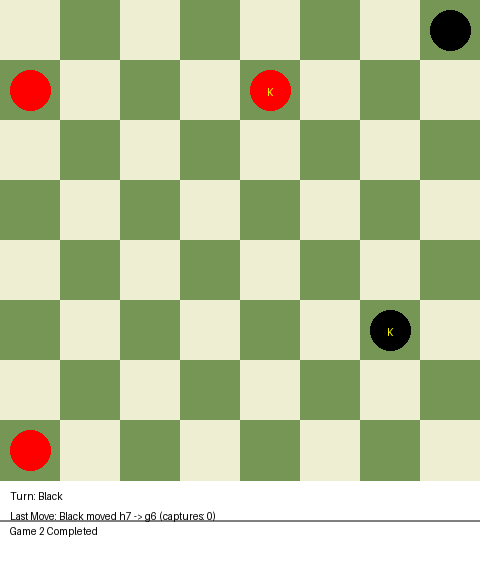 K
K
Turn: Black
Last Move: Black moved h7 -> g6 (captures: 0)
Game 2 Completed